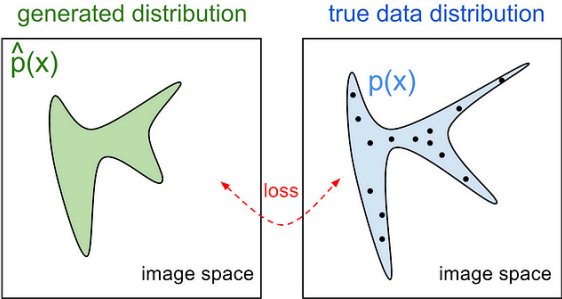 generated distribution
true data distribution
p̂(x)
p(x)
loss
image space
image space